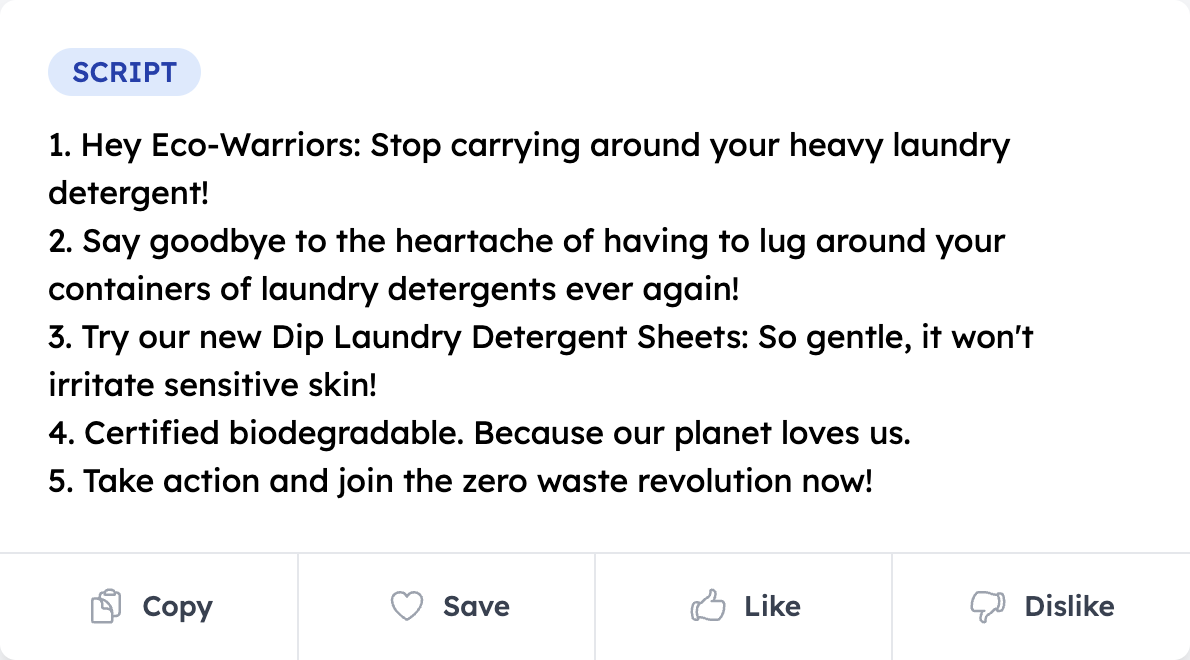 SCRIPT
1. Hey Eco-Warriors: Stop carrying around your heavy laundry
detergent!
2. Say goodbye to the heartache of having to lug around your
containers of laundry detergents ever again!
3. Try our new Dip Laundry Detergent Sheets: So gentle, it won't
irritate sensitive skin!
4. Certified biodegradable. Because our planet loves us.
5. Take action and join the zero waste revolution now!
Copy Save Like Dislike